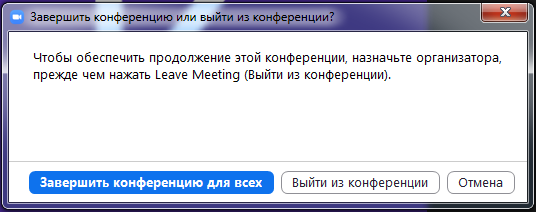 Завершить конференцию или выйти из конференции?
Чтобы обеспечить продолжение этой конференции, назначьте организатора,
прежде чем нажать Leave Meeting (Выйти из конференции).
Завершить конференцию для всех
Выйти из конференции
Отмена